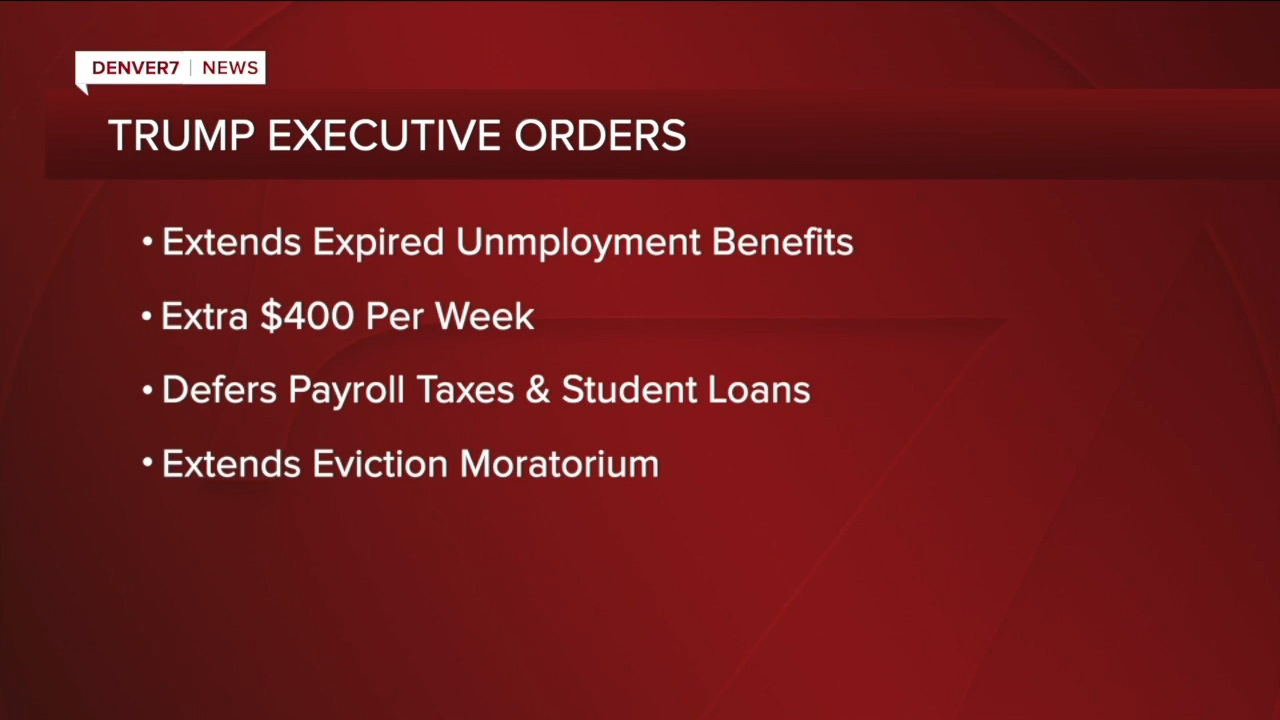 DENVER7 | NEWS
TRUMP EXECUTIVE ORDERS
• Extends Expired Unmployment Benefits
• Extra $400 Per Week
• Defers Payroll Taxes & Student Loans
• Extends Eviction Moratorium